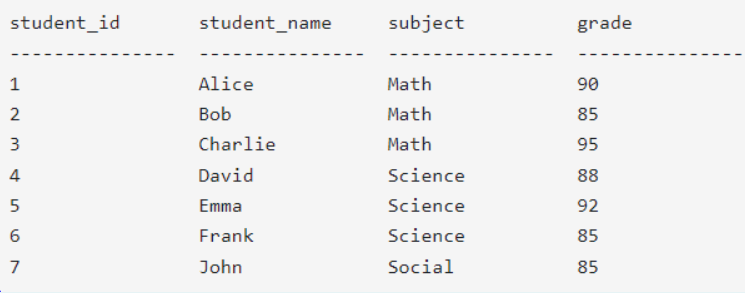 student_id student_name subject grade
--------------- --------------- --------------- ---------------
1 Alice Math 90
2 Bob Math 85
3 Charlie Math 95
4 David Science 88
5 Emma Science 92
6 Frank Science 85
7 John Social 85